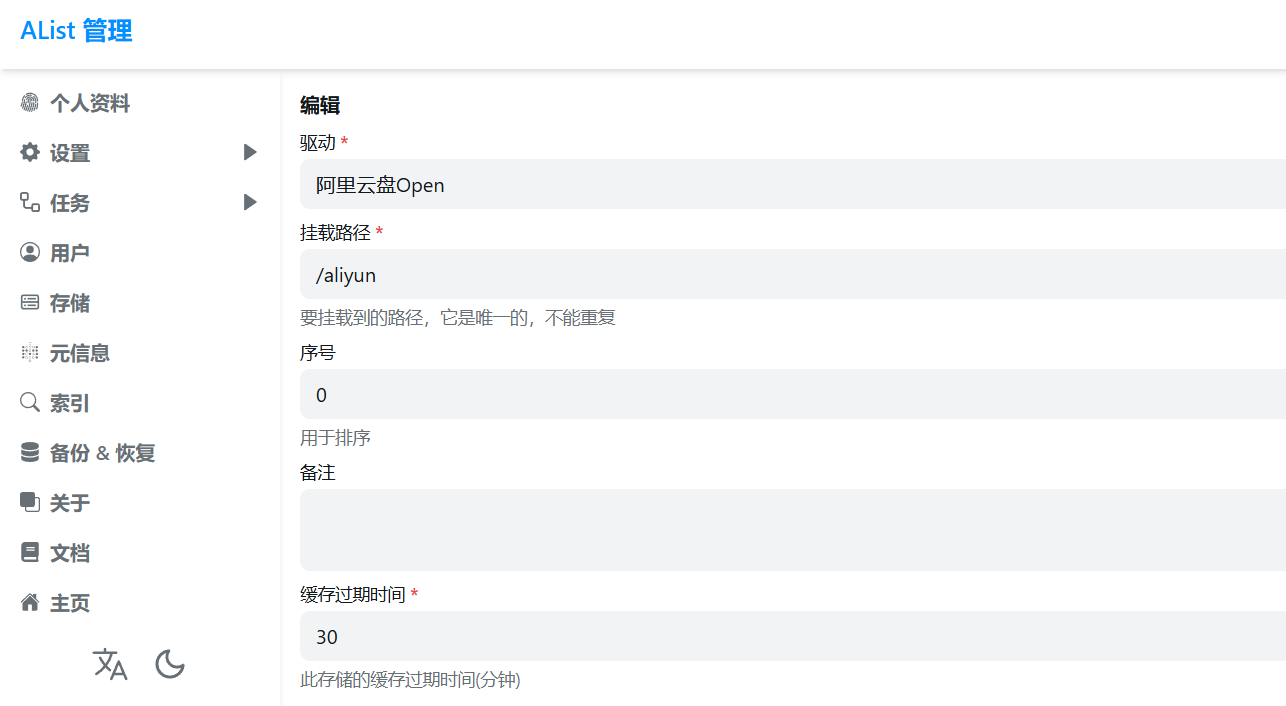 AList 管理
个人资料
设置
任务
用户
存储
元信息
索引
备份 & 恢复
关于
文档
主页
编辑
驱动 *
阿里云盘Open
挂载路径 *
/aliyun
要挂载到的路径，它是唯一的，不能重复
序号
0
用于排序
备注
缓存过期时间 *
30
此存储的缓存过期时间(分钟)